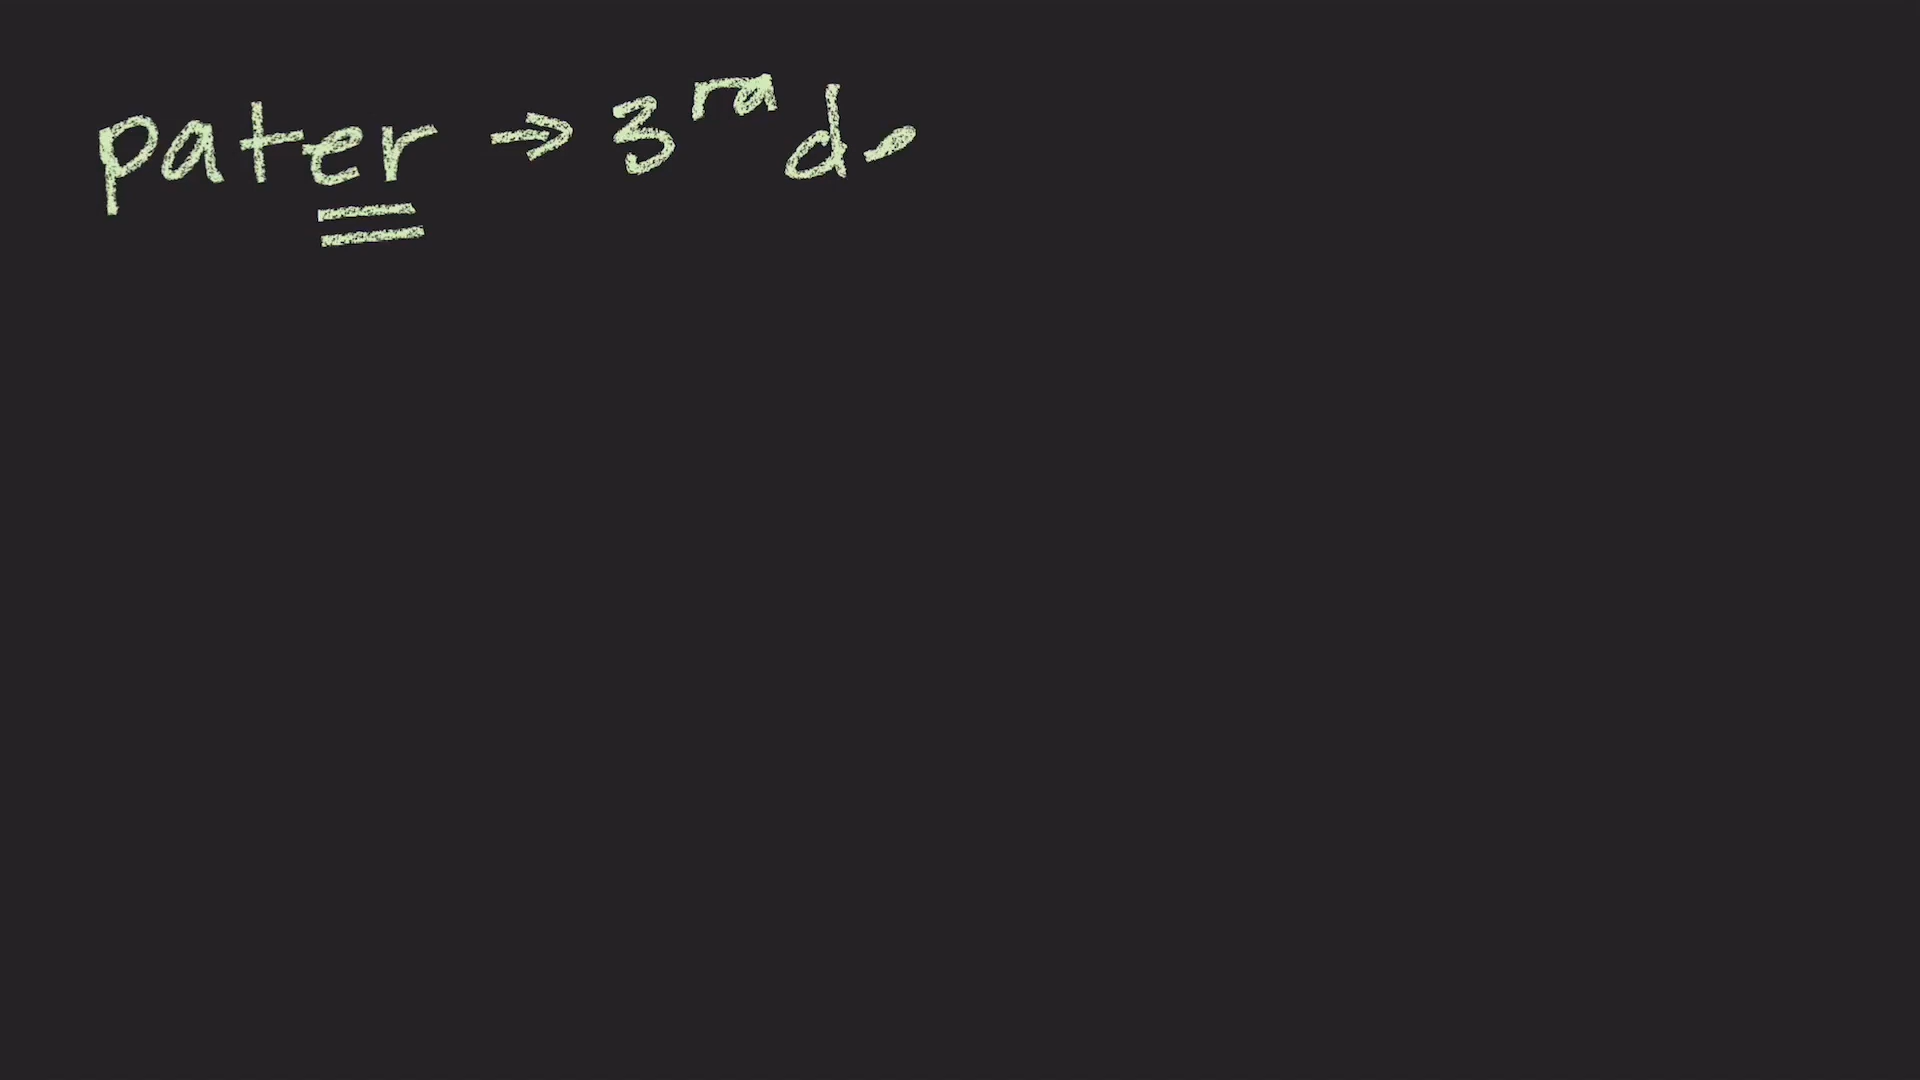 pater → 3rd d